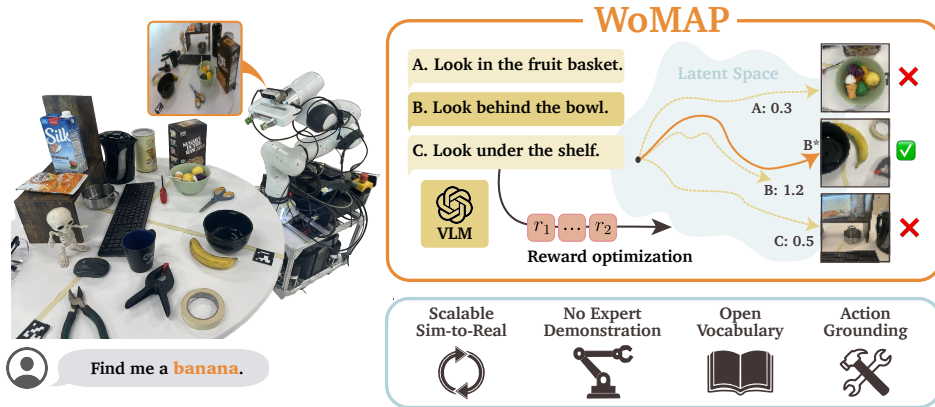 WoMAP
A. Look in the fruit basket.
B. Look behind the bowl.
C. Look under the shelf.
VLM
Latent Space
A: 0.3
B*
B: 1.2
C: 0.5
r₁ ... r₂
Reward optimization
Silk
Find me a banana.
Scalable
Sim-to-Real
No Expert
Demonstration
Open
Vocabulary
Action
Grounding